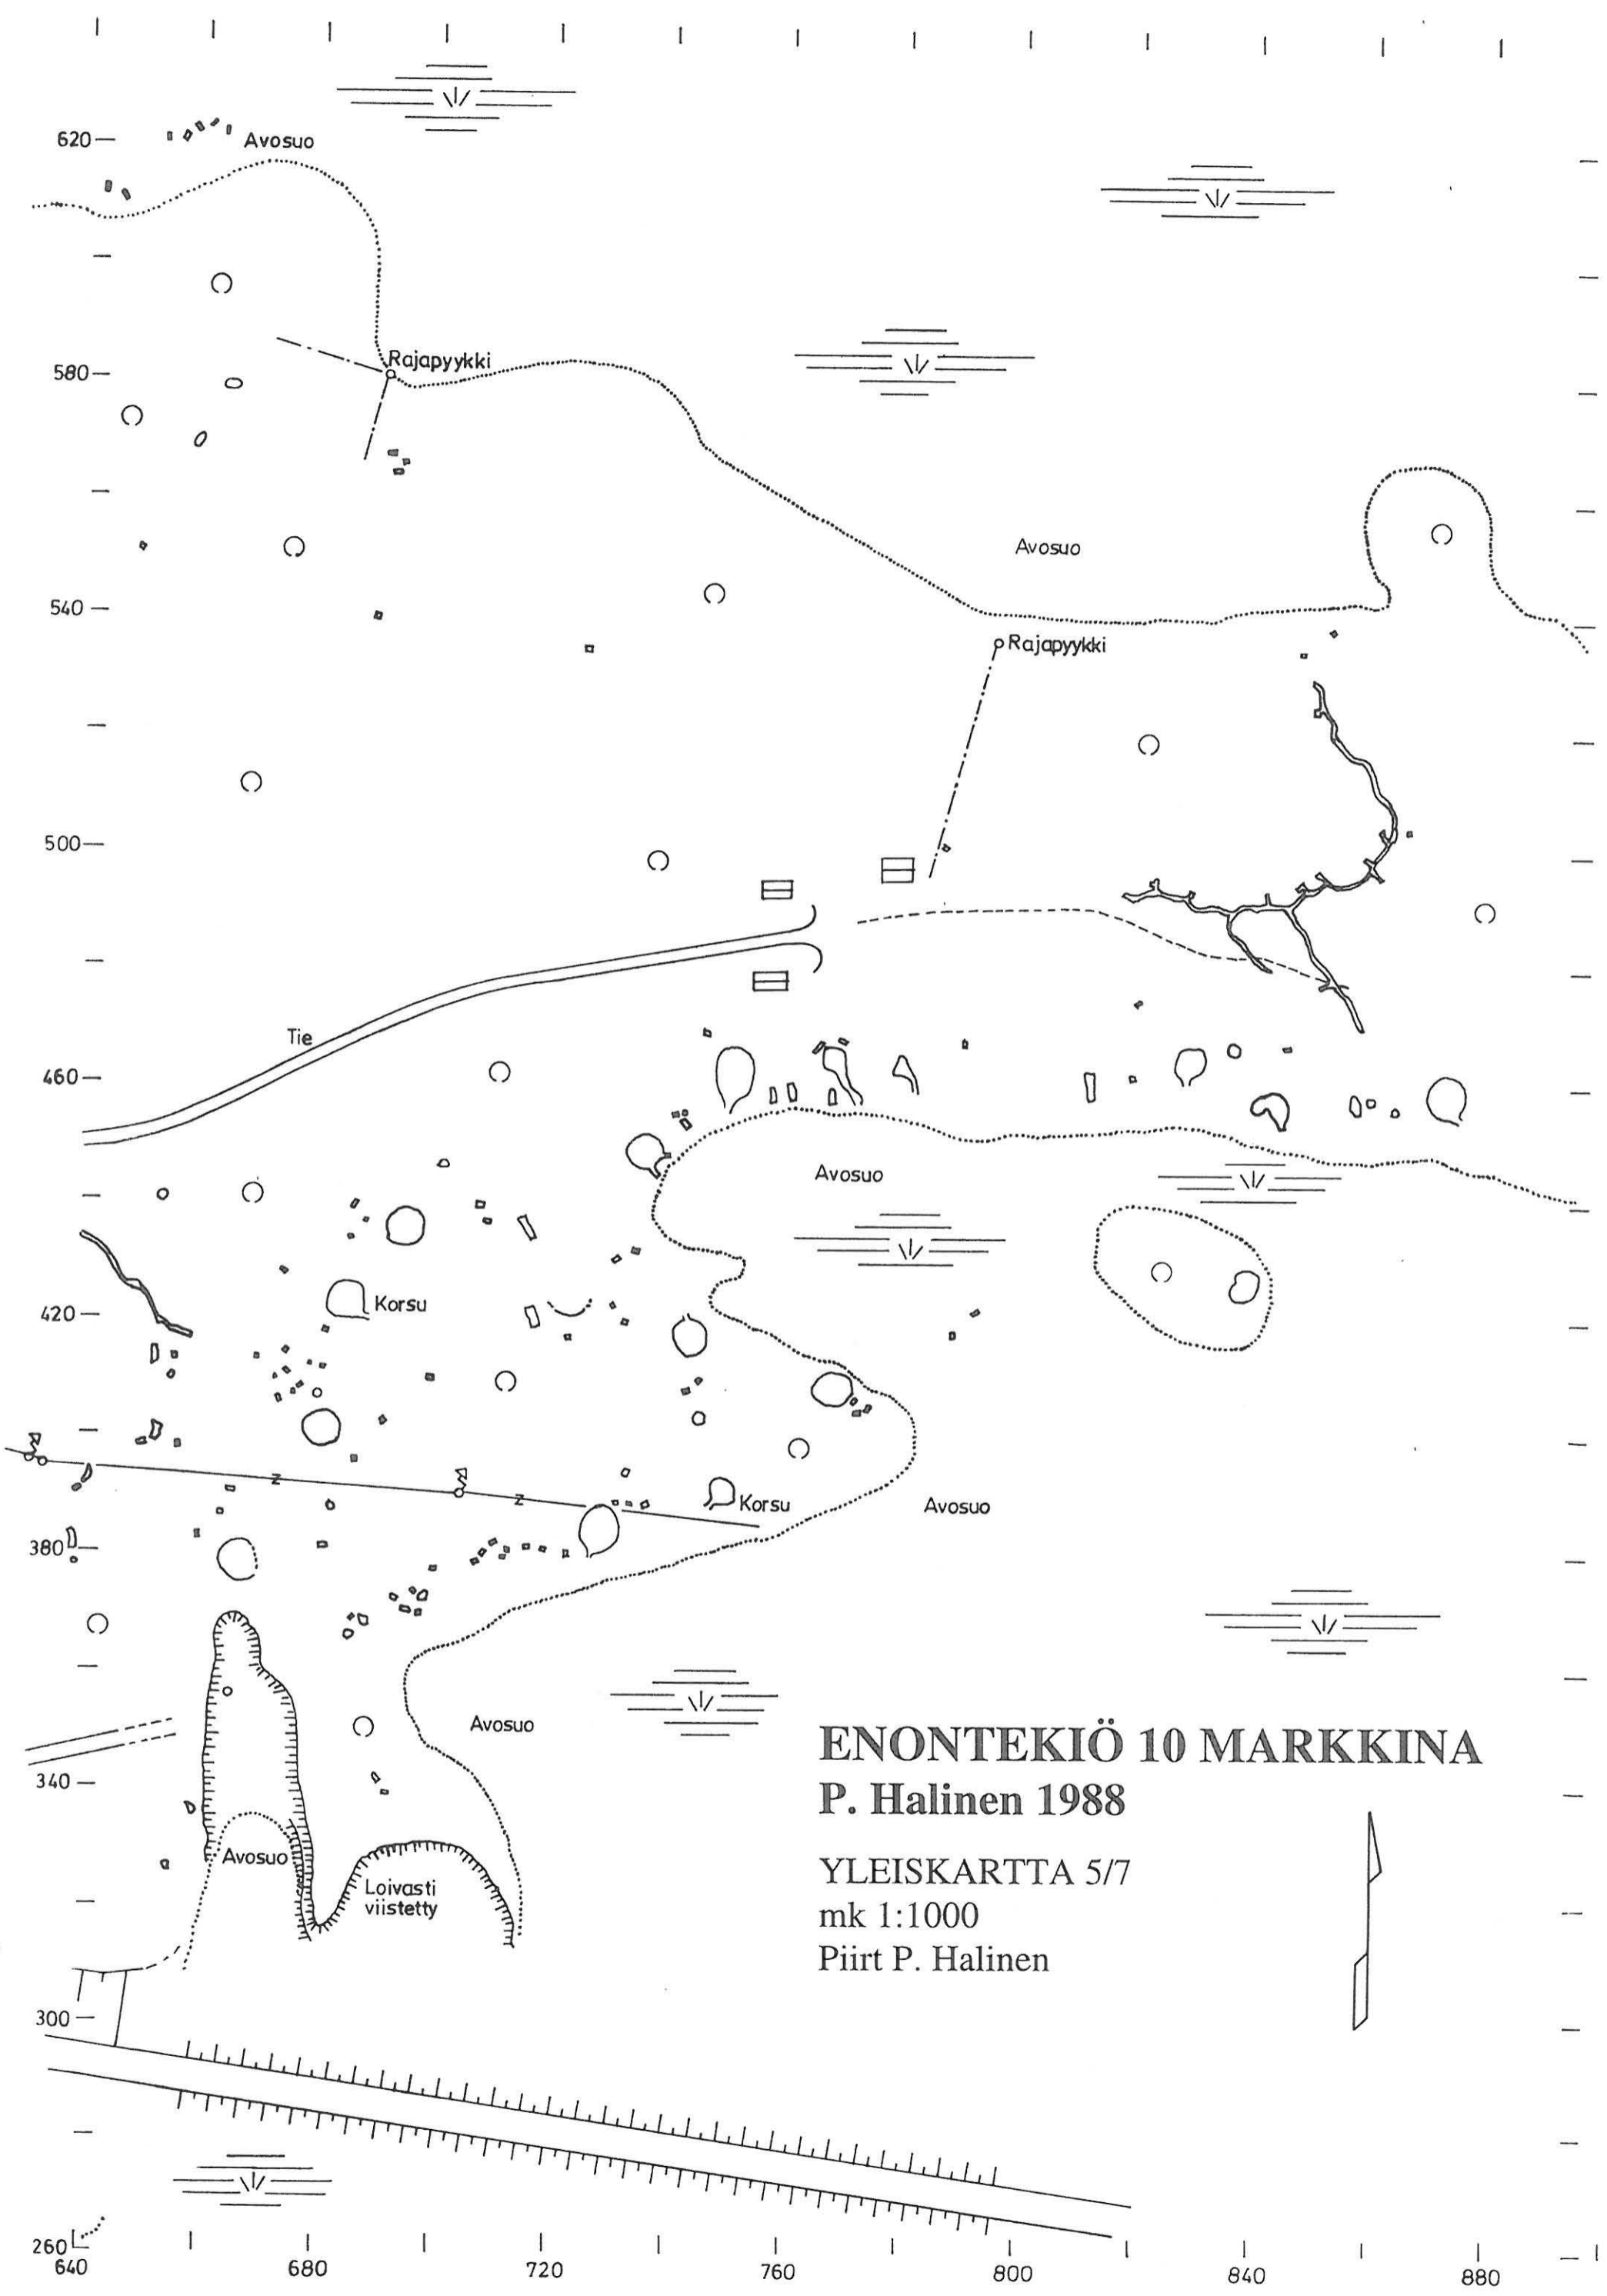 620
Avosuo
Rajapyykki
580
Avosuo
540
Rajapyykki
500
Tie
460
Avosuo
Korsu
420
Korsu
Avosuo
380
Avosuo
ENONTEKIÖ 10 MARKKINA
P. Halinen 1988
340
Avosuo
YLEISKARTTA 5/7
Loivasti
viistetty
mk 1:1000
Piirt P. Halinen
300
260
640
680
720
760
800
840
880